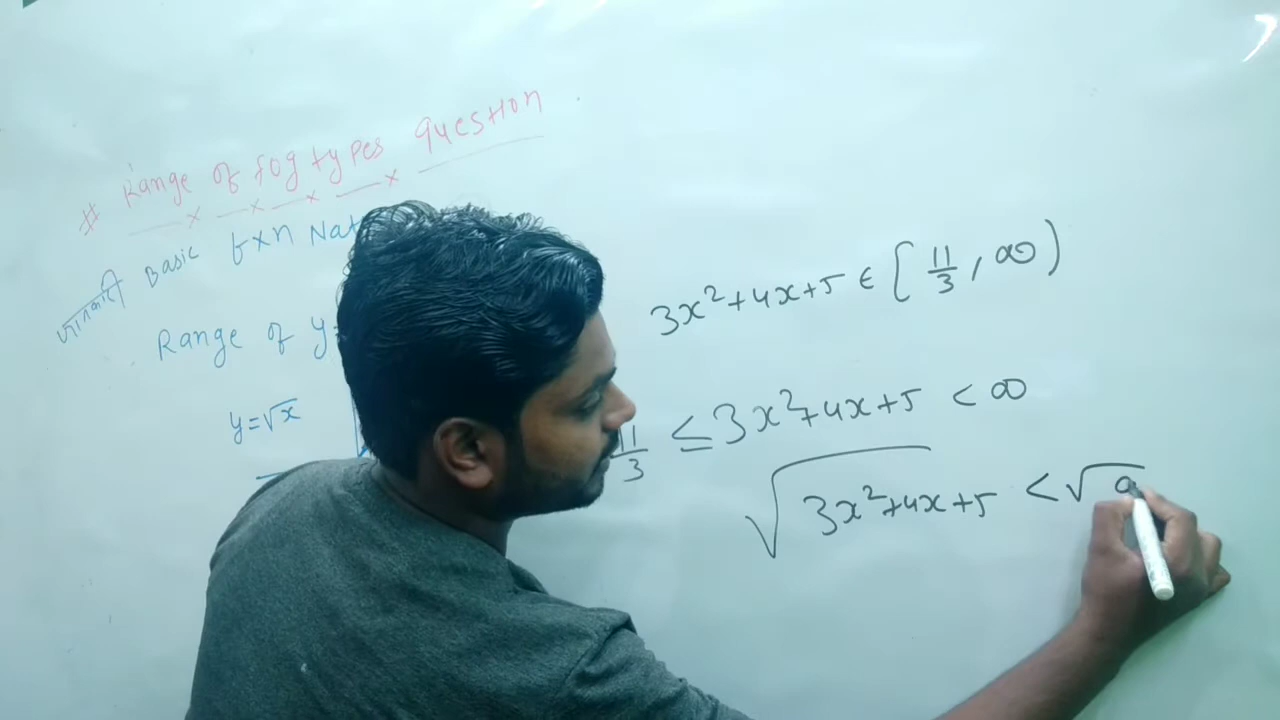 # Range of fog types question
जानकारी Basic fxn Nat
Range of y=
y=√x
3x²+4x+5 ∈ [11/3, ∞)
11/3 ≤ 3x²+4x+5 < ∞
√3x²+4x+5 < √